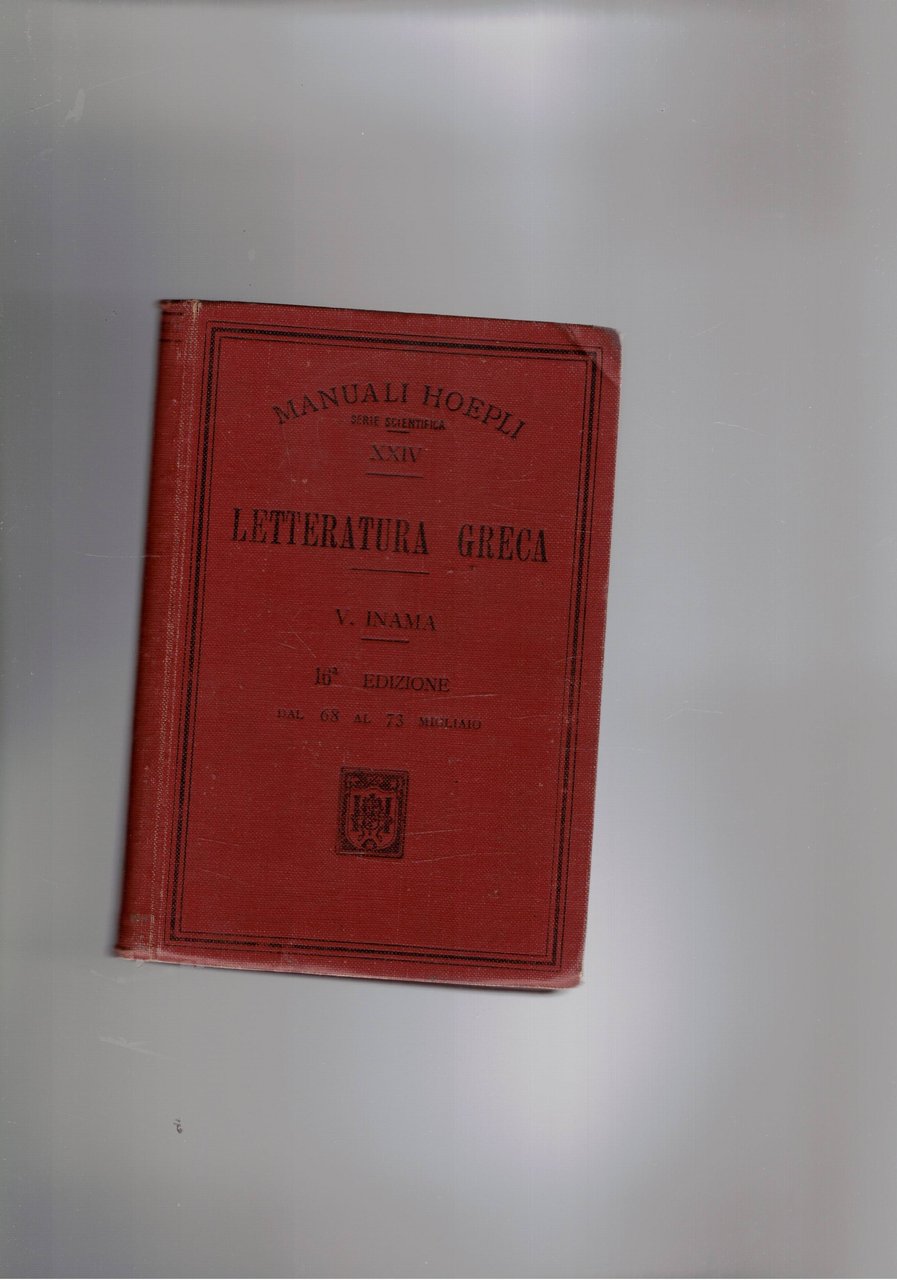 MANUALI HOEPLI
SERIE SCIENTIFICA
XXIV
LETTERATURA GRECA
V. INAMA
16ª EDIZIONE
DAL 68 AL 73 MIGLIAIO